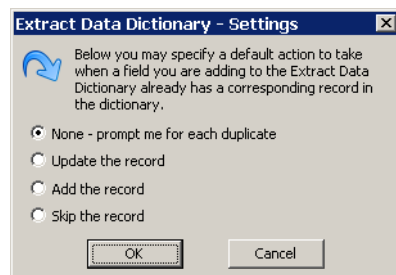 Extract Data Dictionary - Settings
Below you may specify a default action to take
when a field you are adding to the Extract Data
Dictionary already has a corresponding record in
the dictionary.
None - prompt me for each duplicate
Update the record
Add the record
Skip the record
OK
Cancel